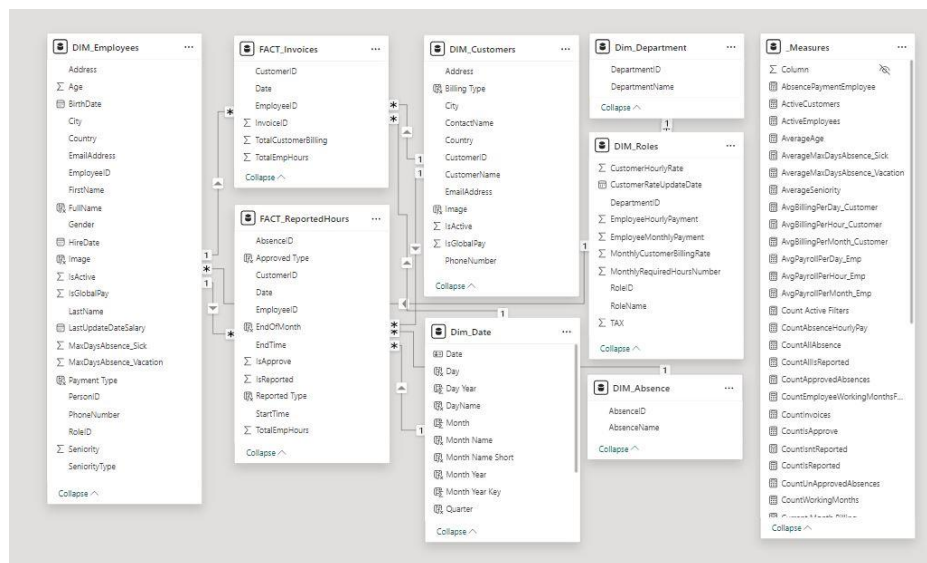 DIM_Employees
Address
Age
BirthDate
City
Country
EmailAddress
EmployeeID
FirstName
FullName
Gender
HireDate
Image
IsActive
IsGlobalPay
LastName
LastUpdateDateSalary
MaxDaysAbsence_Sick
MaxDaysAbsence_Vacation
Payment Type
PersonID
PhoneNumber
RoleID
Seniority
SeniorityType
Collapse
FACT_Invoices
CustomerID
Date
EmployeeID
InvoiceID
TotalCustomerBilling
TotalEmpHours
Collapse
FACT_ReportedHours
AbsenceID
Approved Type
CustomerID
Date
EmployeeID
EndOfMonth
EndTime
IsApprove
IsReported
Reported Type
StartTime
TotalEmpHours
Collapse
DIM_Customers
Address
Billing Type
City
ContactName
Country
CustomerID
CustomerName
EmailAddress
Image
IsActive
IsGlobalPay
PhoneNumber
Collapse
Dim_Date
Date
Day
Day Year
DayName
Month
Month Name
Month Name Short
Month Year
Month Year Key
Quarter
Collapse
Dim_Department
DepartmentID
DepartmentName
Collapse
DIM_Roles
CustomerHourlyRate
CustomerRateUpdateDate
DepartmentID
EmployeeHourlyPayment
EmployeeMonthlyPayment
MonthlyCustomerBillingRate
MonthlyRequiredHoursNumber
RoleID
RoleName
TAX
Collapse
DIM_Absence
AbsenceID
AbsenceName
Collapse
_Measures
Column
AbsencePaymentEmployee
ActiveCustomers
ActiveEmployees
AverageAge
AverageMaxDaysAbsence_Sick
AverageMaxDaysAbsence_Vacation
AverageSeniority
AvgBillingPerDay_Customer
AvgBillingPerHour_Customer
AvgBillingPerMonth_Customer
AvgPayrollPerDay_Emp
AvgPayrollPerHour_Emp
AvgPayrollPerMonth_Emp
Count Active Filters
CountAbsenceHourlyPay
CountAllAbsence
CountAllIsReported
CountApprovedAbsences
CountEmployeeWorkingMonthsF...
CountInvoices
CountIsApprove
CountIsntReported
CountIsReported
CountUnApprovedAbsences
CountWorkingMonths
Current Month Billing
Collapse